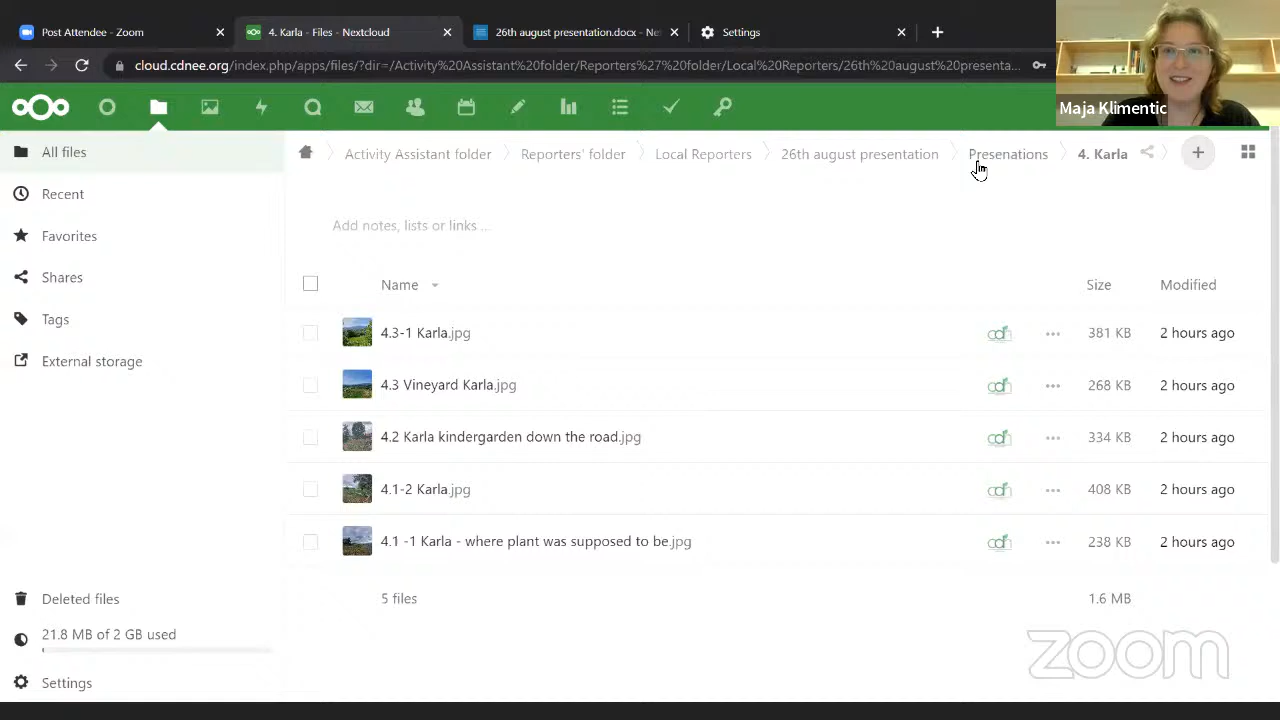 Post Attendee - Zoom
4. Karla - Files - Nextcloud
26th august presentation.docx - Ne
Settings
cloud.cdnee.org/index.php/apps/files/?dir=/Activity%20Assistant%20folder/Reporters%27%20folder/Local%20Reporters/26th%20august%20presenta...
Maja Klimentic
All files
Recent
Favorites
Shares
Tags
External storage
Deleted files
21.8 MB of 2 GB used
Settings
Activity Assistant folder
Reporters' folder
Local Reporters
26th august presentation
Presenations
4. Karla
Add notes, lists or links ...
Name Size Modified
4.3-1 Karla.jpg 381 KB 2 hours ago
4.3 Vineyard Karla.jpg 268 KB 2 hours ago
4.2 Karla kindergarden down the road.jpg 334 KB 2 hours ago
4.1-2 Karla.jpg 408 KB 2 hours ago
4.1 -1 Karla - where plant was supposed to be.jpg 238 KB 2 hours ago
5 files 1.6 MB
zoom